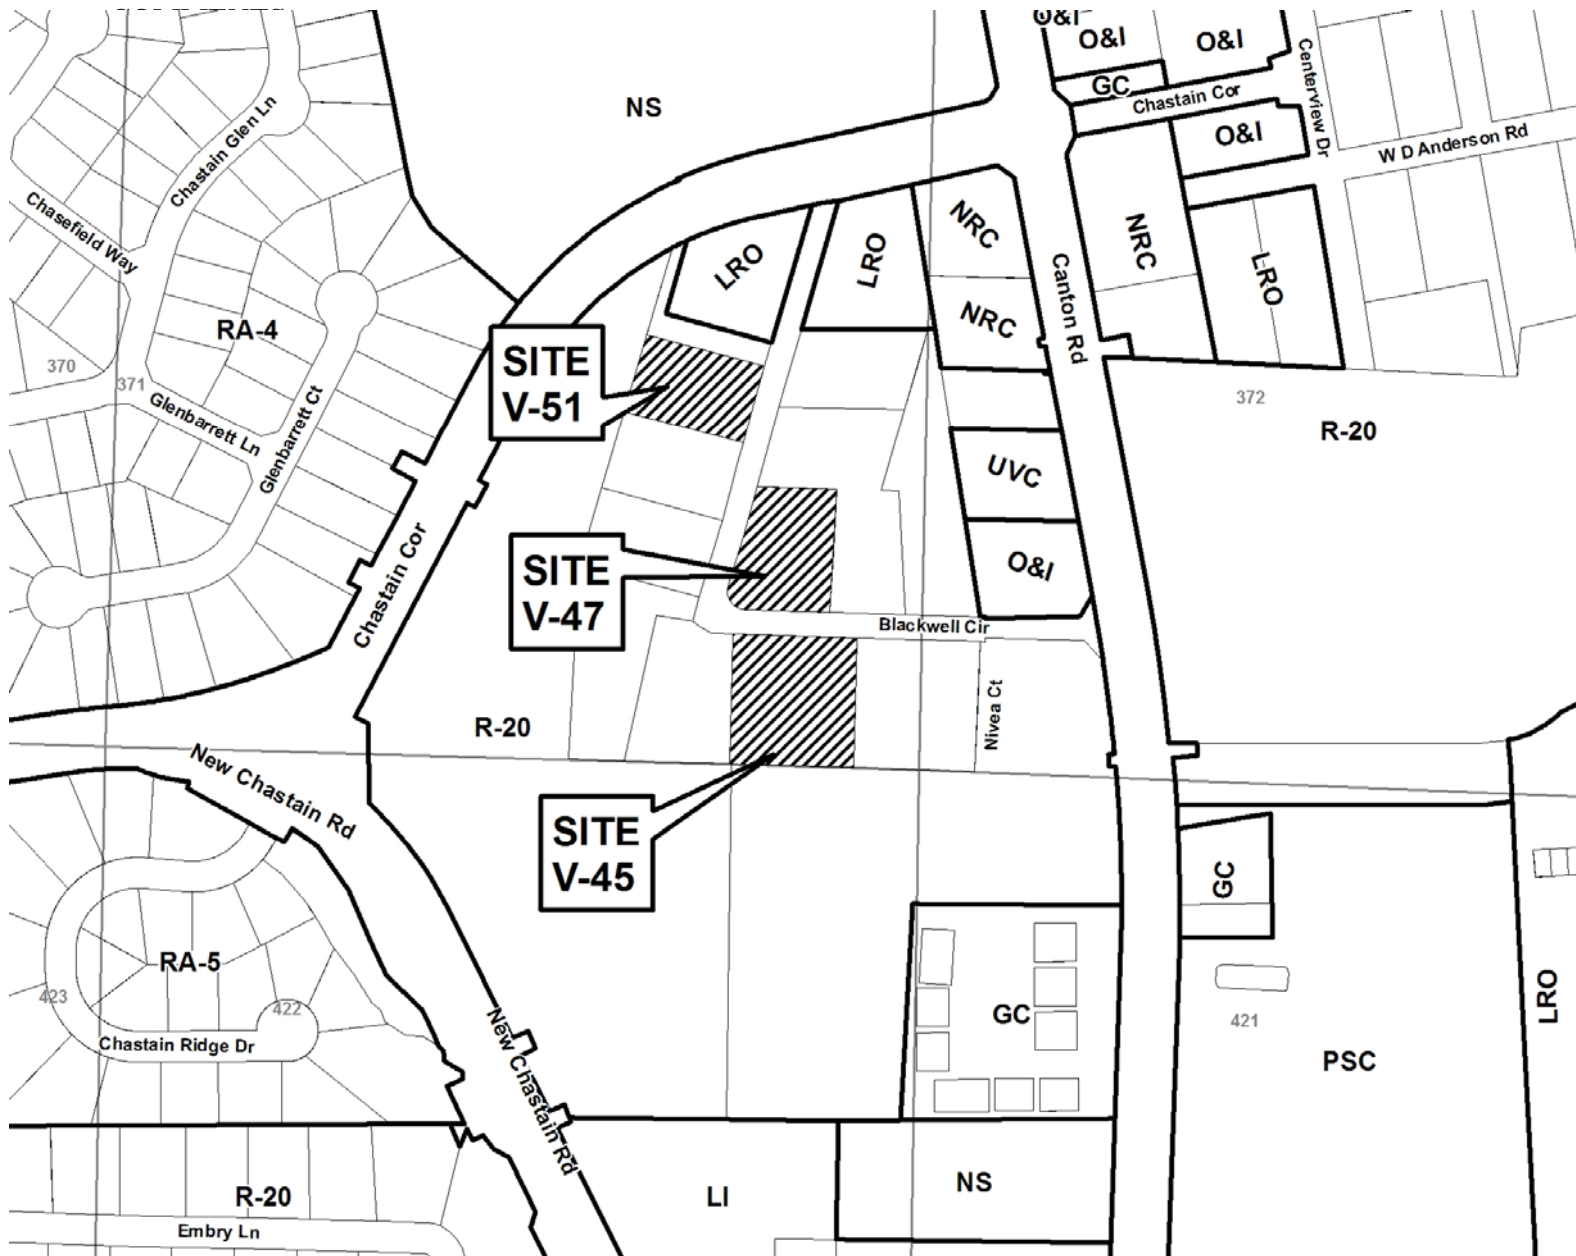 O&I
O&I
O&I
GC
NS
Chastain Cor
Centerview Dr
O&I
W D Anderson Rd
Chastain Glen Ln
Chasefield Way
NRC
NRC
LRO
LRO
LRO
NRC
Canton Rd
RA-4
370
371
Glenbarrett Ln
Glenbarrett Ct
SITE
V-51
372
R-20
UVC
O&I
SITE
V-47
Chastain Cor
Blackwell Cir
Nivea Ct
R-20
New Chastain Rd
SITE
V-45
GC
RA-5
423
422
Chastain Ridge Dr
New Chastain Rd
GC
421
LRO
PSC
R-20
LI
NS
Embry Ln